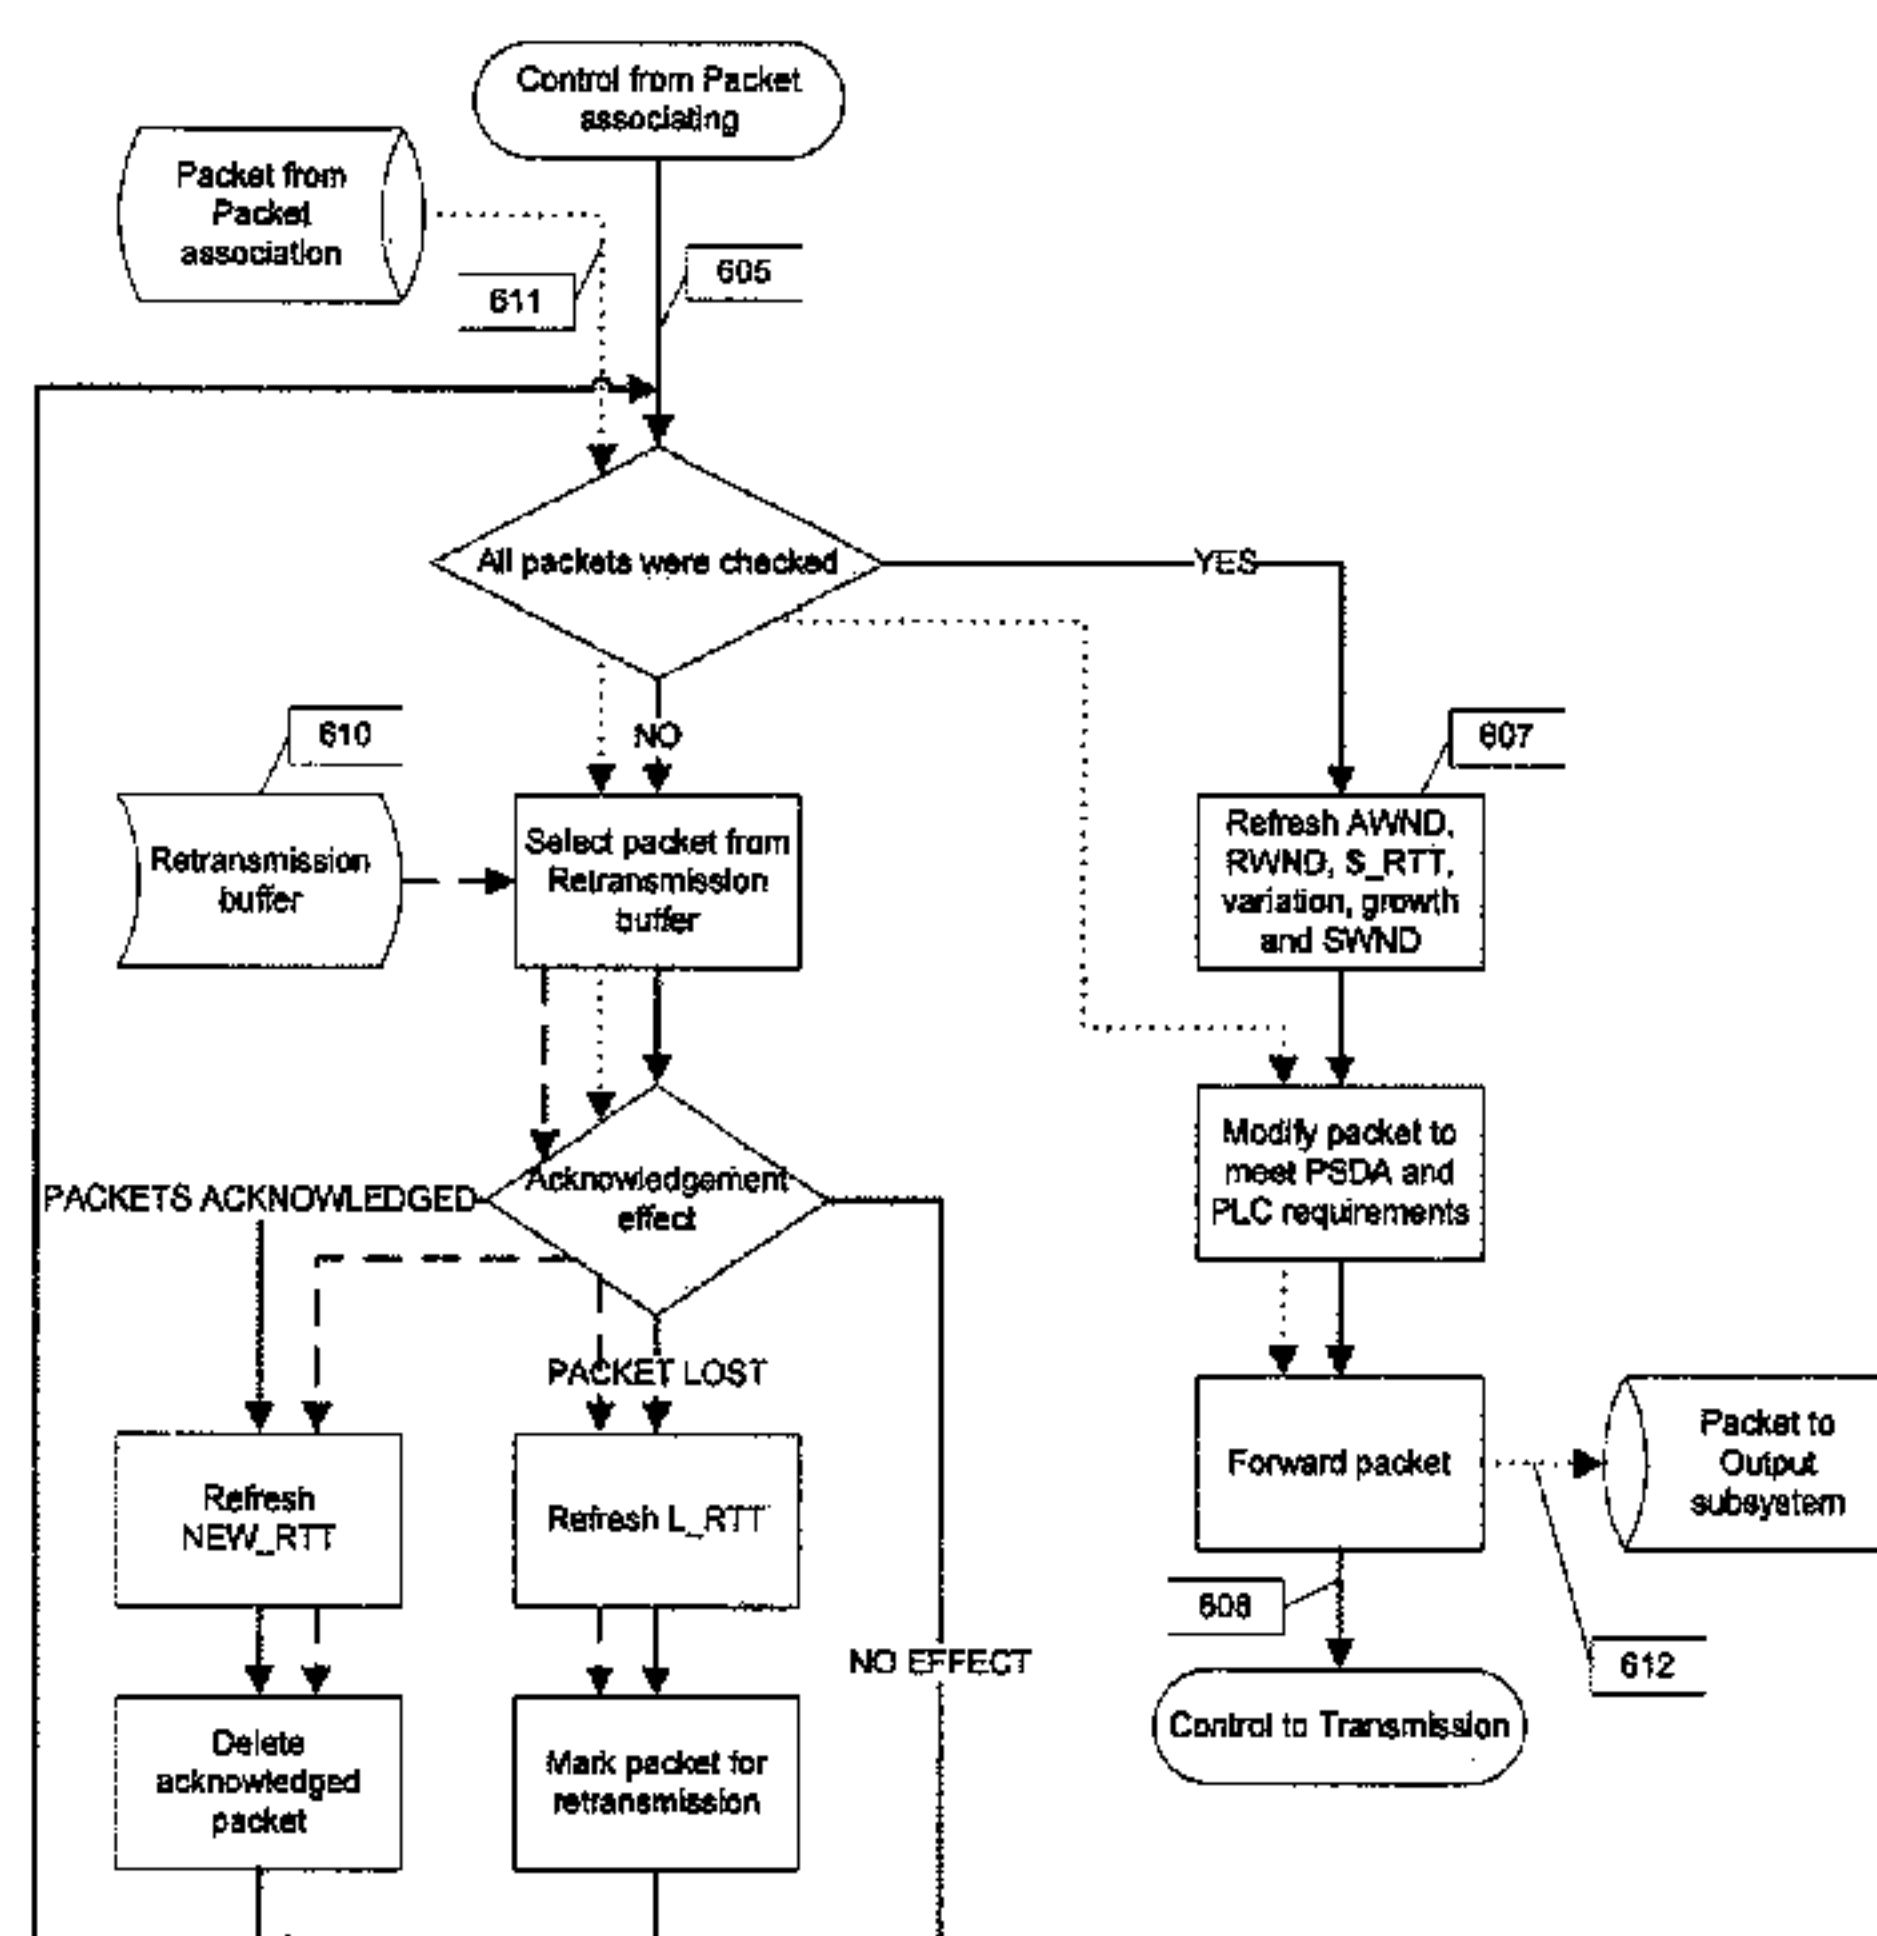 Control from Packet
associating
Packet from
Packet
association
611
605
All packets were checked
YES
NO
610
607
Retransmission
buffer
Select packet from
Retransmission
buffer
Refresh AWND,
RWND, S_RTT,
variation, growth
and SWND
PACKETS ACKNOWLEDGED
Acknowledgement
effect
Modify packet to
meet PSDA and
PLC requirements
PACKET LOST
Refresh
NEW_RTT
Refresh L_RTT
Forward packet
Packet to
Output
subsystem
608
NO EFFECT
612
Delete
acknowledged
packet
Mark packet for
retransmission
Control to Transmission